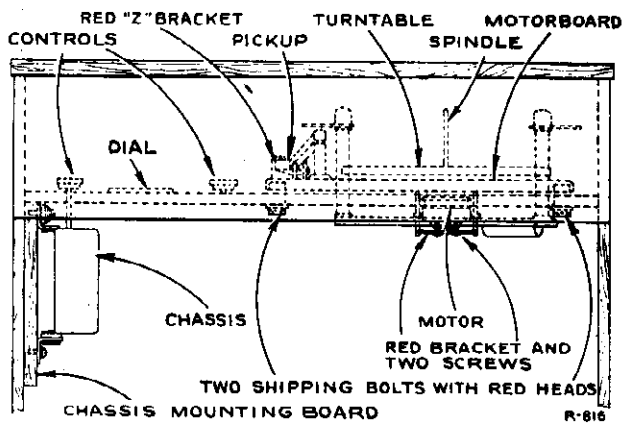 RED "Z" BRACKET
TURNTABLE
MOTORBOARD
CONTROLS
PICKUP
SPINDLE
DIAL
CHASSIS
MOTOR
RED BRACKET AND
TWO SCREWS
TWO SHIPPING BOLTS WITH RED HEADS
CHASSIS MOUNTING BOARD
R-816